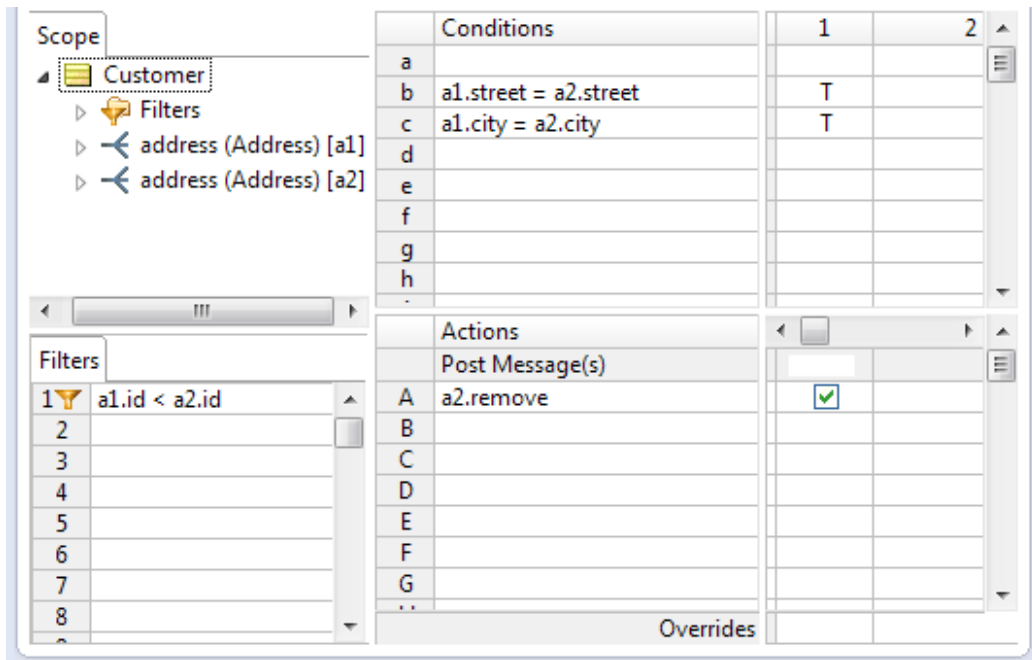 Scope
Customer
Filters
address (Address) [a1]
address (Address) [a2]
Filters
1 a1.id < a2.id
2
3
4
5
6
7
8
Conditions 1 2
a
b a1.street = a2.street T
c a1.city = a2.city T
d
e
f
g
h
Actions
Post Message(s)
A a2.remove
B
C
D
E
F
G
Overrides